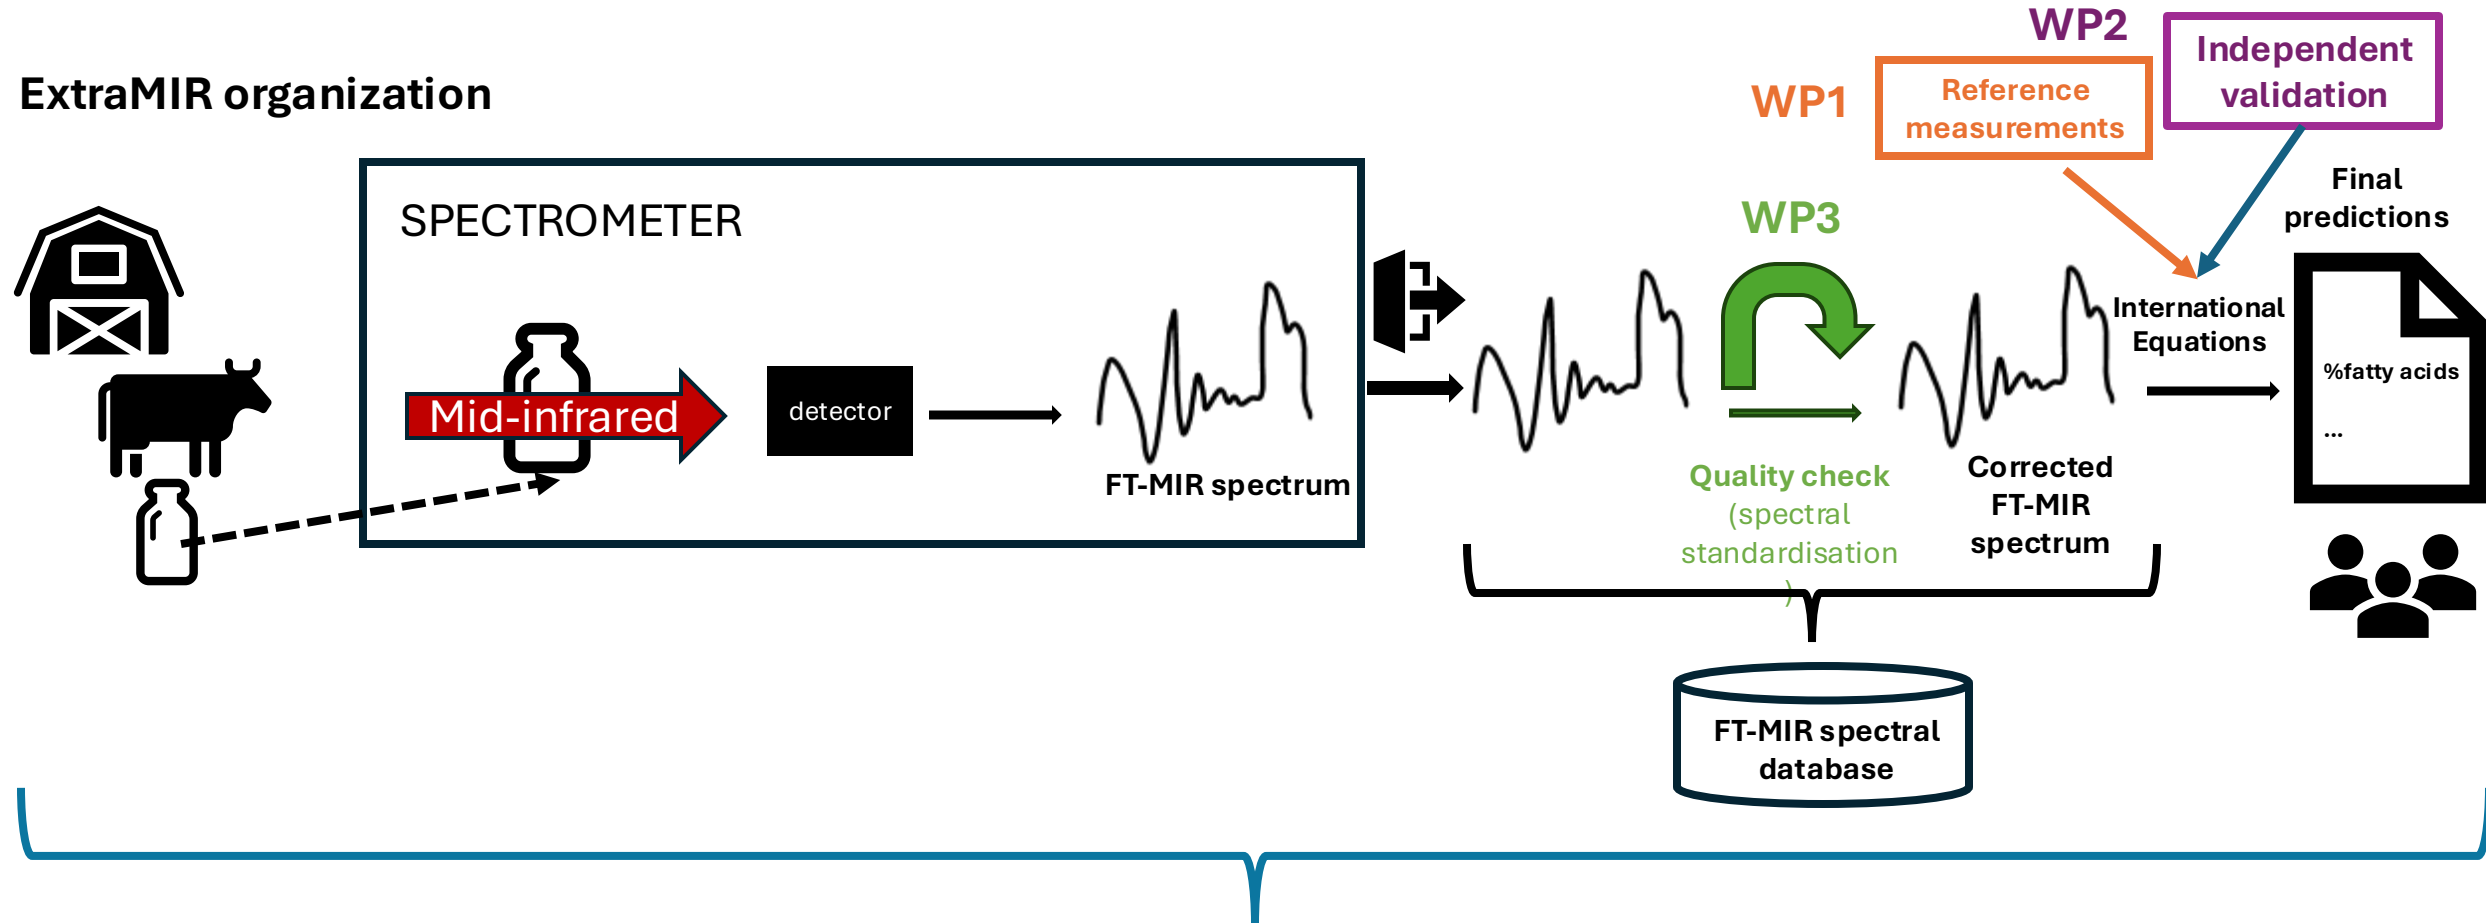 ExtraMIR organization
WP2
Independent
validation
WP1
Reference
measurements
SPECTROMETER
Mid-infrared
detector
FT-MIR spectrum
WP3
Quality check
(spectral
standardisation
)
Corrected
FT-MIR
spectrum
International
Equations
Final
predictions
%fatty acids
...
FT-MIR spectral
database